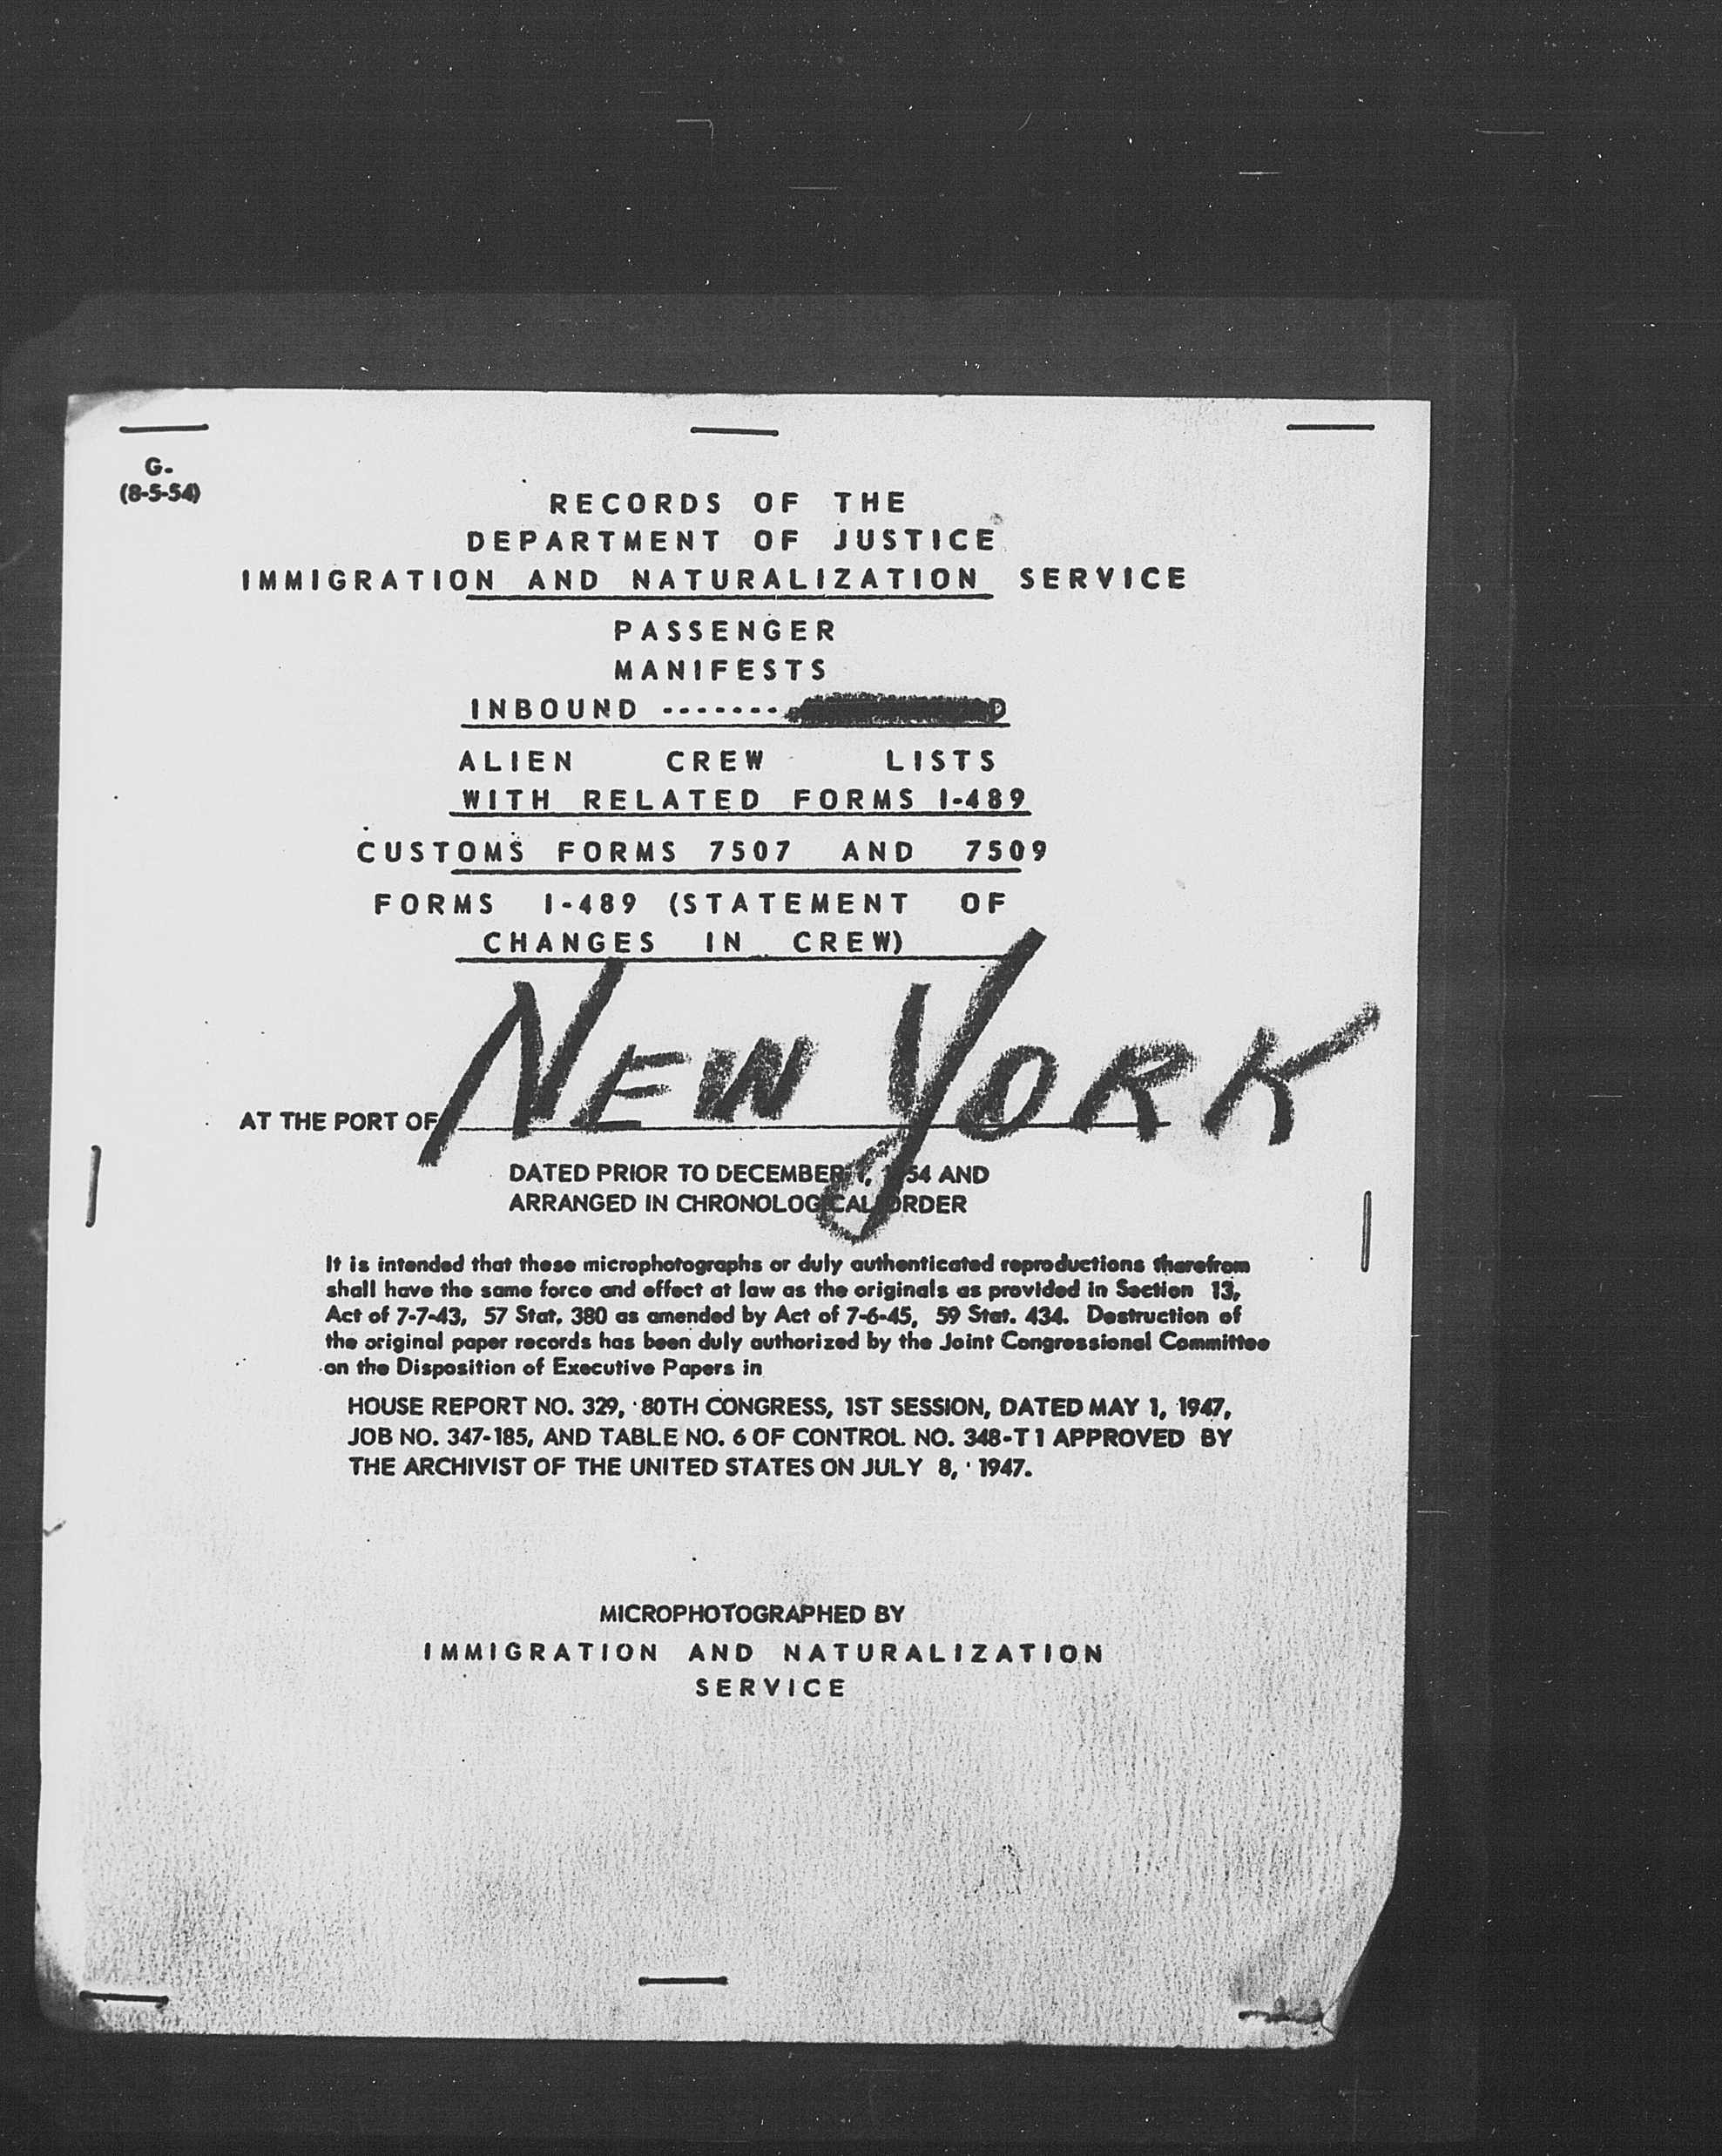 G-
(8-5-54)
RECORDS OF THE
DEPARTMENT OF JUSTICE
IMMIGRATION AND NATURALIZATION SERVICE
PASSENGER
MANIFESTS
INBOUND -------
ALIEN CREW LISTS
WITH RELATED FORMS I-489
CUSTOMS FORMS 7507 AND 7509
FORMS I-489 (STATEMENT OF
CHANGES IN CREW)
AT THE PORT OF NEW YORK
DATED PRIOR TO DECEMBER 1, 1954 AND
ARRANGED IN CHRONOLOGICAL ORDER
It is intended that these microphotographs or duly authenticated reproductions therefrom
shall have the same force and effect at law as the originals as provided in Section 13,
Act of 7-7-43, 57 Stat. 380 as amended by Act of 7-6-45, 59 Stat. 434. Destruction of
the original paper records has been duly authorized by the Joint Congressional Committee
on the Disposition of Executive Papers in
HOUSE REPORT NO. 329, 80TH CONGRESS, 1ST SESSION, DATED MAY 1, 1947,
JOB NO. 347-185, AND TABLE NO. 6 OF CONTROL NO. 348-T1 APPROVED BY
THE ARCHIVIST OF THE UNITED STATES ON JULY 8, 1947.
MICROPHOTOGRAPHED BY
IMMIGRATION AND NATURALIZATION
SERVICE